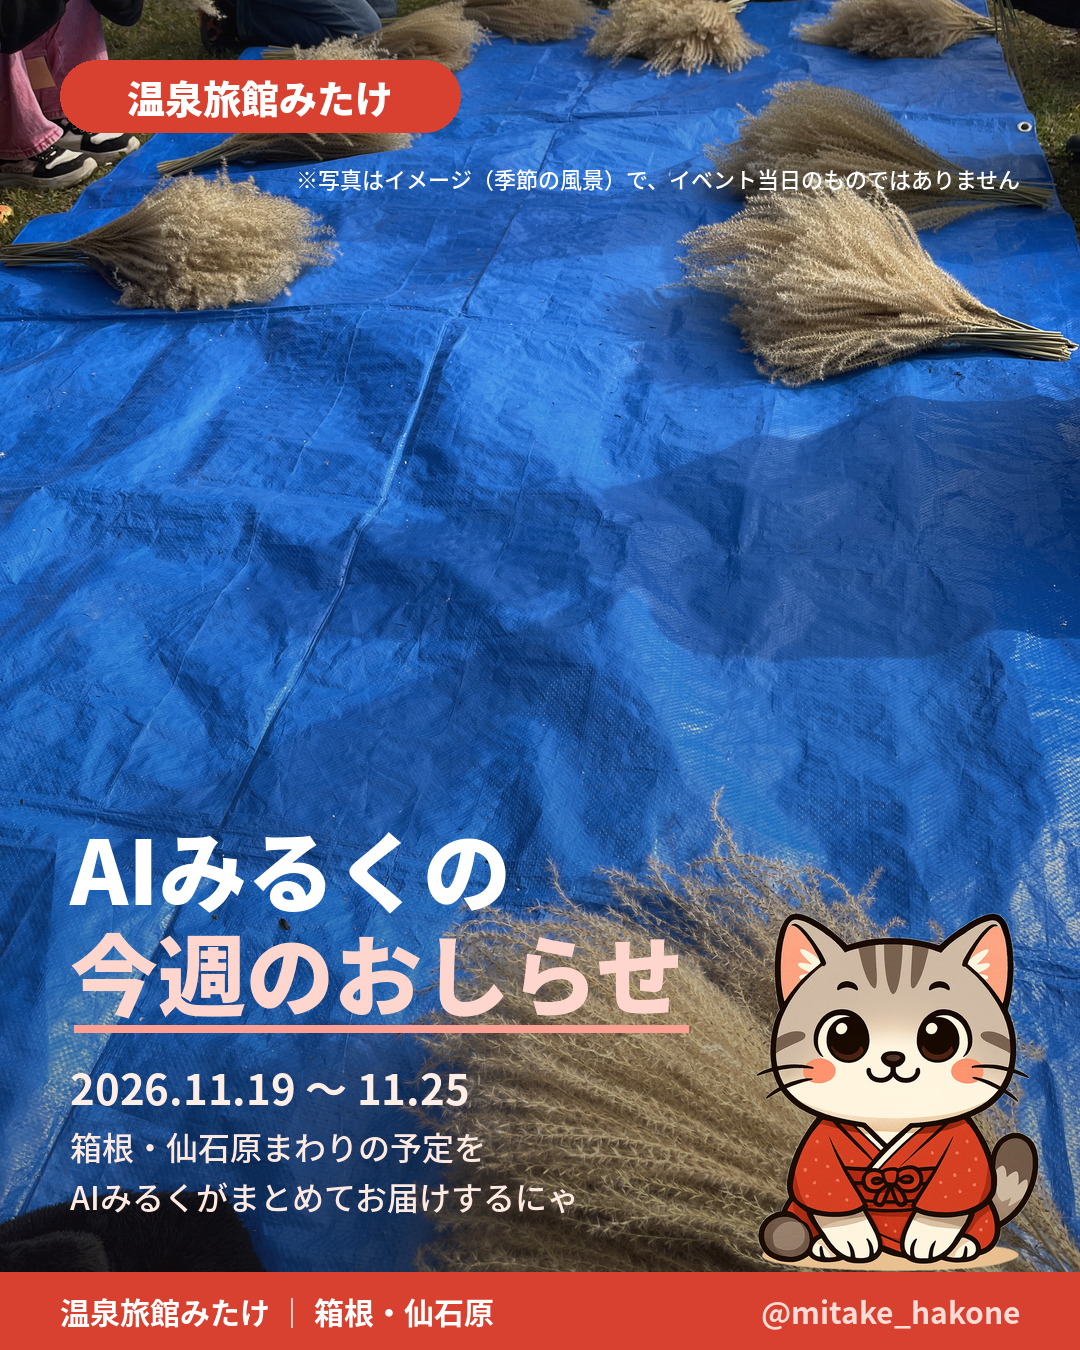 温泉旅館みたけ
※写真はイメージ（季節の風景）で、イベント当日のものではありません
AIみるくの
今週のおしらせ
2026.11.19 〜 11.25
箱根・仙石原まわりの予定を
AIみるくがまとめてお届けするにゃ
温泉旅館みたけ｜箱根・仙石原
@mitake_hakone